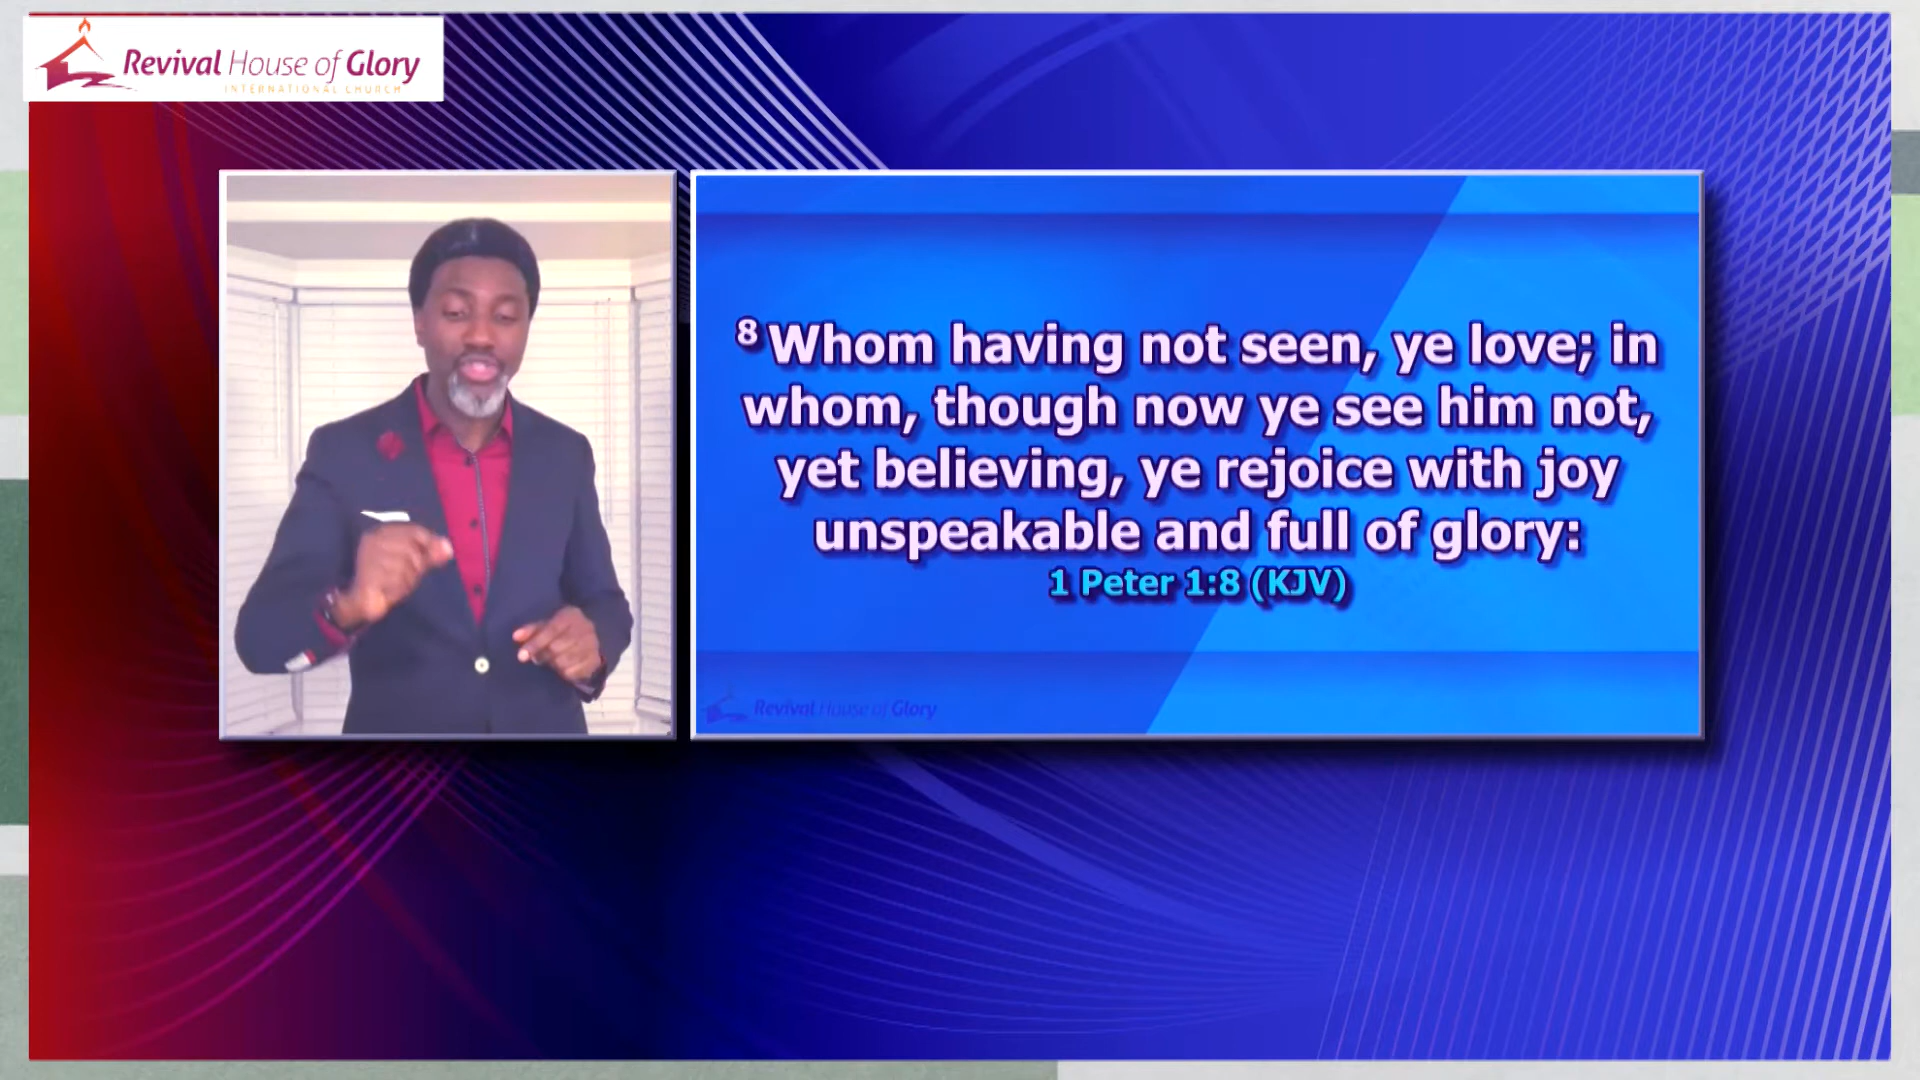 Revival House of Glory
INTERNATIONAL CHURCH
8 Whom having not seen, ye love; in
whom, though now ye see him not,
yet believing, ye rejoice with joy
unspeakable and full of glory:
1 Peter 1:8 (KJV)
Revival House of Glory